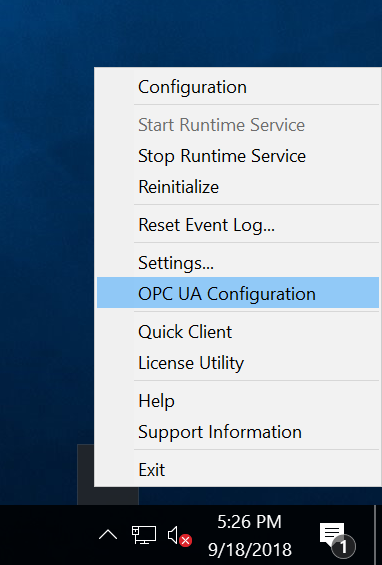 Configuration
Start Runtime Service
Stop Runtime Service
Reinitialize
Reset Event Log...
Settings...
OPC UA Configuration
Quick Client
License Utility
Help
Support Information
Exit
5:26 PM
9/18/2018
1